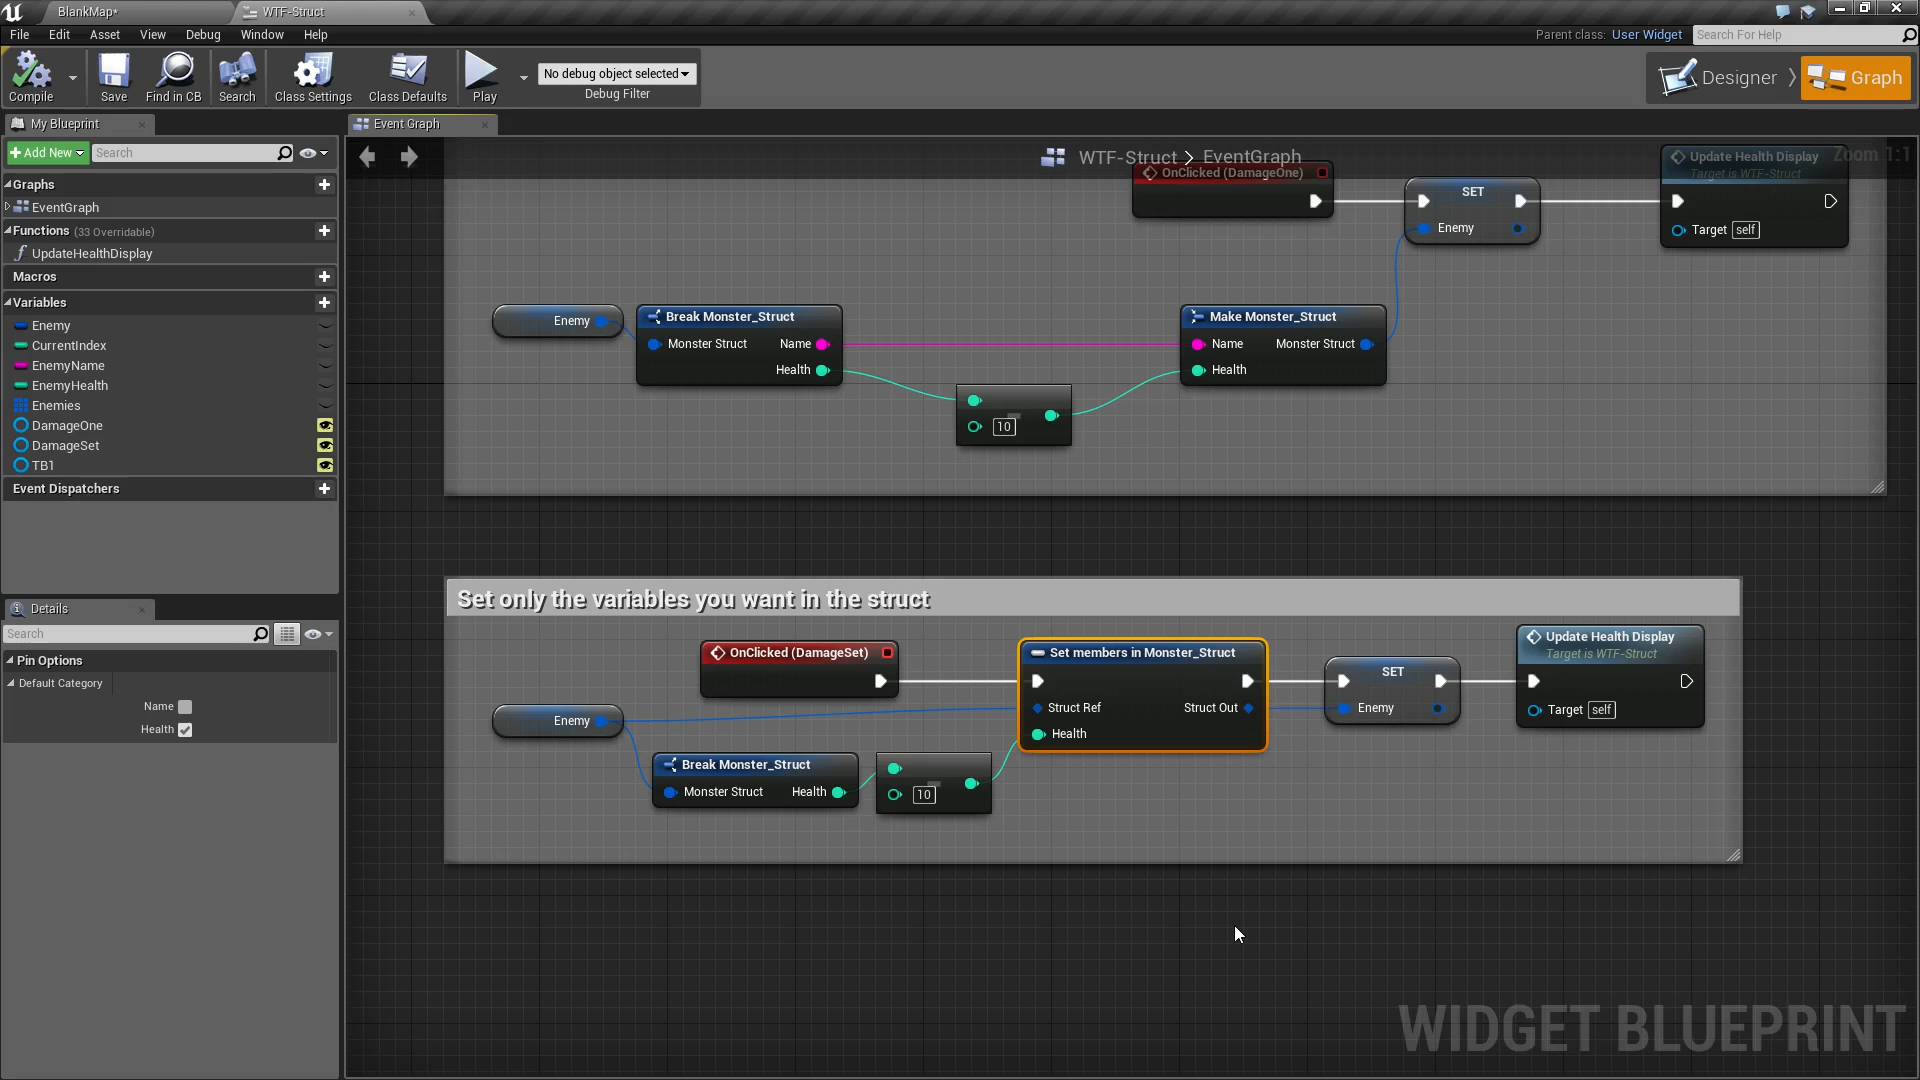 BlankMap*
WTF-Struct
File Edit Asset View Debug Window Help
Parent class: User Widget
Search For Help
Compile
Save
Find in CB
Search
Class Settings
Class Defaults
Play
No debug object selected
Debug Filter
Designer
Graph
My Blueprint
Event Graph
Add New
Search
WTF-Struct > EventGraph
Zoom 1:1
Graphs
EventGraph
Functions (33 Overridable)
UpdateHealthDisplay
Macros
Variables
Enemy
CurrentIndex
EnemyName
EnemyHealth
Enemies
DamageOne
DamageSet
TB1
Event Dispatchers
Details
Search
Pin Options
Default Category
Name
Health
OnClicked (DamageOne)
SET
Enemy
Update Health Display
Target is WTF-Struct
Target self
Enemy
Break Monster_Struct
Monster Struct Name
Health
10
Make Monster_Struct
Name Monster Struct
Health
Set only the variables you want in the struct
OnClicked (DamageSet)
Set members in Monster_Struct
Struct Ref Struct Out
Health
SET
Enemy
Update Health Display
Target is WTF-Struct
Target self
Enemy
Break Monster_Struct
Monster Struct Health
10
WIDGET BLUEPRINT